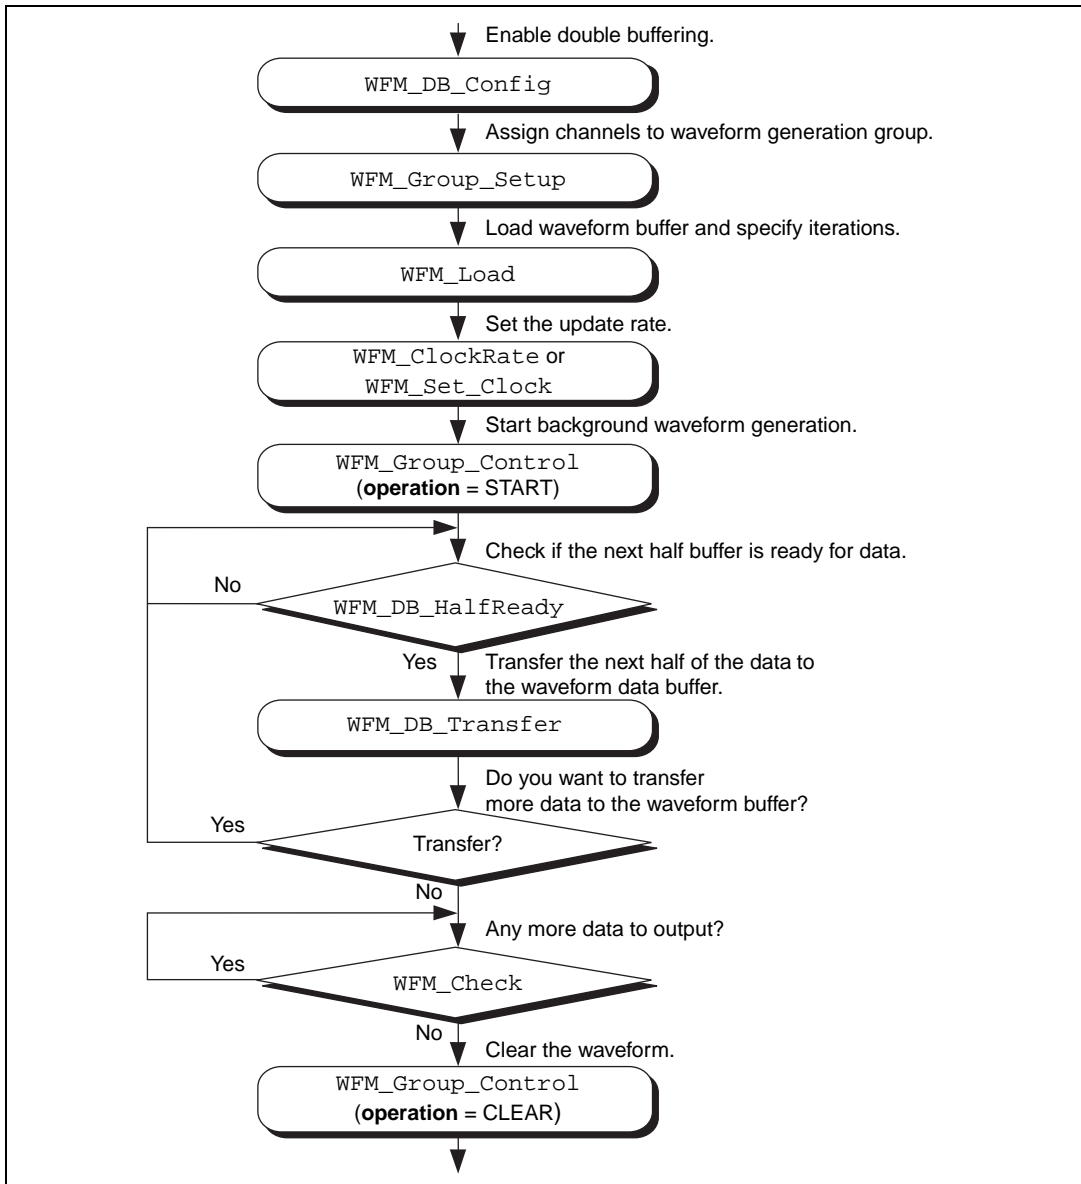 Enable double buffering.
WFM_DB_Config
Assign channels to waveform generation group.
WFM_Group_Setup
Load waveform buffer and specify iterations.
WFM_Load
Set the update rate.
WFM_ClockRate or
WFM_Set_Clock
Start background waveform generation.
WFM_Group_Control
(operation = START)
Check if the next half buffer is ready for data.
No
WFM_DB_HalfReady
Yes
Transfer the next half of the data to
the waveform data buffer.
WFM_DB_Transfer
Do you want to transfer
more data to the waveform buffer?
Yes
Transfer?
No
Any more data to output?
Yes
WFM_Check
No
Clear the waveform.
WFM_Group_Control
(operation = CLEAR)